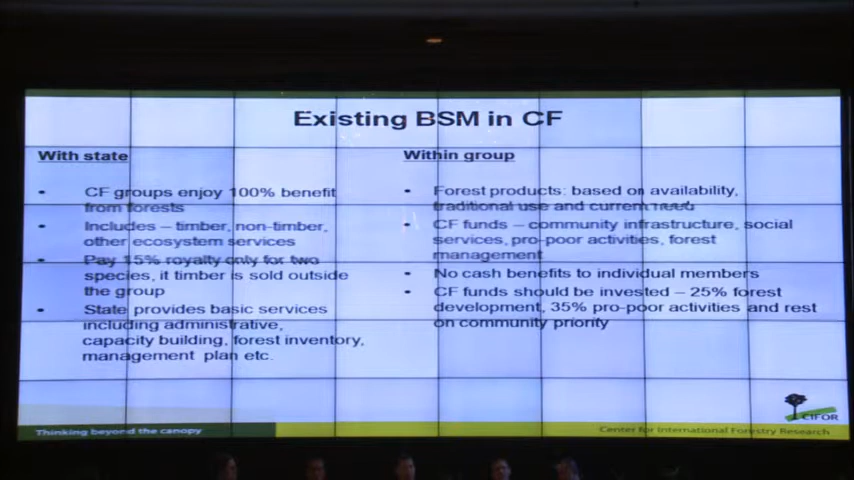 Existing BSM in CF
With state
• CF groups enjoy 100% benefit
from forests
• Includes – timber, non-timber,
other ecosystem services
• Pay 15% royalty only for two
species, it timber is sold outside
the group
• State provides basic services
including administrative,
capacity building, forest inventory,
management plan etc.
Within group
• Forest products: based on availability,
traditional use and current need
• CF funds – community infrastructure, social
services, pro-poor activities, forest
management
• No cash benefits to individual members
• CF funds should be invested – 25% forest
development, 35% pro-poor activities and rest
on community priority
CIFOR
Thinking beyond the canopy
Center for International Forestry Research